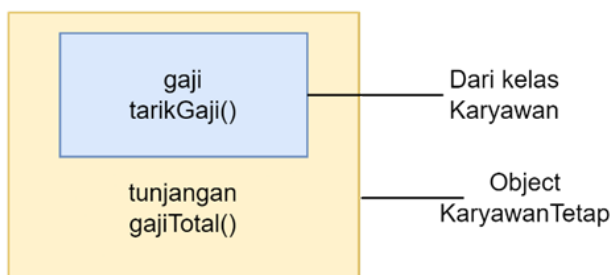 gaji
tarikGaji()
Dari kelas
Karyawan
tunjangan
gajiTotal()
Object
KaryawanTetap